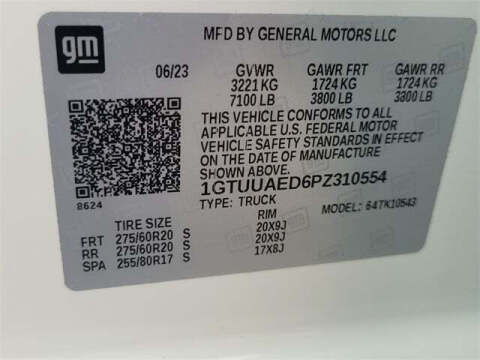 gm
MFD BY GENERAL MOTORS LLC
06/23 GVWR GAWR FRT GAWR RR
3221 KG 1724 KG 1724 KG
7100 LB 3800 LB 3800 LB
THIS VEHICLE CONFORMS TO ALL
APPLICABLE U.S. FEDERAL MOTOR
VEHICLE SAFETY STANDARDS IN EFFECT
ON THE DATE OF MANUFACTURE
1GTUUAED6PZ310554
8624
TYPE: TRUCK MODEL: 64TK10543
TIRE SIZE RIM
FRT 275/60R20 S 20X9J
RR 275/60R20 S 20X9J
SPA 255/80R17 S 17X8J